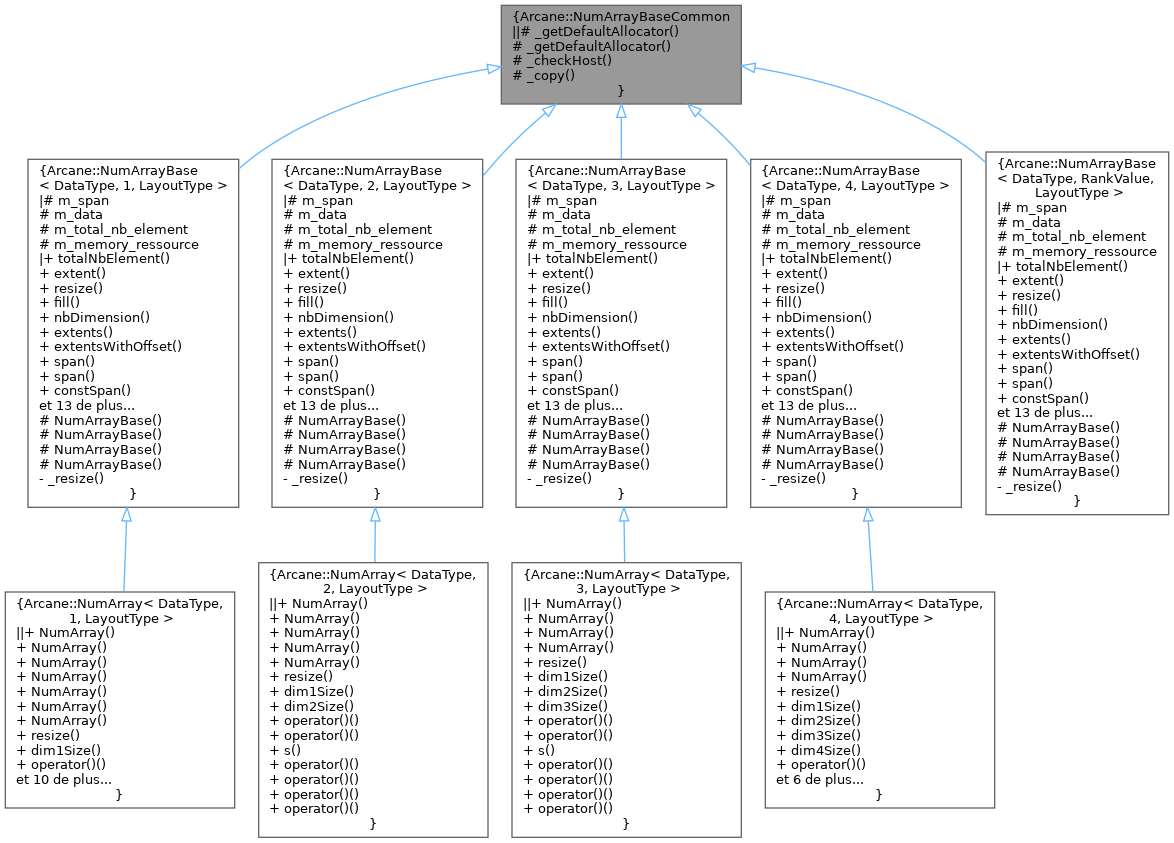 {Arcane::NumArrayBaseCommon
||# _getDefaultAllocator()
# _getDefaultAllocator()
# _checkHost()
# _copy()
}
{Arcane::NumArrayBase
< DataType, 1, LayoutType >
|# m_span
# m_data
# m_total_nb_element
# m_memory_ressource
|+ totalNbElement()
+ extent()
+ resize()
+ fill()
+ nbDimension()
+ extents()
+ extentsWithOffset()
+ span()
+ span()
+ constSpan()
et 13 de plus...
# NumArrayBase()
# NumArrayBase()
# NumArrayBase()
# NumArrayBase()
- _resize()
}
{Arcane::NumArrayBase
< DataType, 2, LayoutType >
|# m_span
# m_data
# m_total_nb_element
# m_memory_ressource
|+ totalNbElement()
+ extent()
+ resize()
+ fill()
+ nbDimension()
+ extents()
+ extentsWithOffset()
+ span()
+ span()
+ constSpan()
et 13 de plus...
# NumArrayBase()
# NumArrayBase()
# NumArrayBase()
# NumArrayBase()
- _resize()
}
{Arcane::NumArrayBase
< DataType, 3, LayoutType >
|# m_span
# m_data
# m_total_nb_element
# m_memory_ressource
|+ totalNbElement()
+ extent()
+ resize()
+ fill()
+ nbDimension()
+ extents()
+ extentsWithOffset()
+ span()
+ span()
+ constSpan()
et 13 de plus...
# NumArrayBase()
# NumArrayBase()
# NumArrayBase()
# NumArrayBase()
- _resize()
}
{Arcane::NumArrayBase
< DataType, 4, LayoutType >
|# m_span
# m_data
# m_total_nb_element
# m_memory_ressource
|+ totalNbElement()
+ extent()
+ resize()
+ fill()
+ nbDimension()
+ extents()
+ extentsWithOffset()
+ span()
+ span()
+ constSpan()
et 13 de plus...
# NumArrayBase()
# NumArrayBase()
# NumArrayBase()
# NumArrayBase()
- _resize()
}
{Arcane::NumArrayBase
< DataType, RankValue,
LayoutType >
|# m_span
# m_data
# m_total_nb_element
# m_memory_ressource
|+ totalNbElement()
+ extent()
+ resize()
+ fill()
+ nbDimension()
+ extents()
+ extentsWithOffset()
+ span()
+ span()
+ constSpan()
et 13 de plus...
# NumArrayBase()
# NumArrayBase()
# NumArrayBase()
# NumArrayBase()
- _resize()
}
{Arcane::NumArray< DataType,
1, LayoutType >
||+ NumArray()
+ NumArray()
+ NumArray()
+ NumArray()
+ NumArray()
+ NumArray()
+ NumArray()
+ resize()
+ dim1Size()
+ operator()()
et 10 de plus...
}
{Arcane::NumArray< DataType,
2, LayoutType >
||+ NumArray()
+ NumArray()
+ NumArray()
+ NumArray()
+ NumArray()
+ resize()
+ dim1Size()
+ dim2Size()
+ operator()()
+ operator()()
+ s()
+ operator()()
+ operator()()
+ operator()()
+ operator()()
}
{Arcane::NumArray< DataType,
3, LayoutType >
||+ NumArray()
+ NumArray()
+ NumArray()
+ NumArray()
+ resize()
+ dim1Size()
+ dim2Size()
+ dim3Size()
+ operator()()
+ operator()()
+ s()
+ operator()()
+ operator()()
+ operator()()
+ operator()()
}
{Arcane::NumArray< DataType,
4, LayoutType >
||+ NumArray()
+ NumArray()
+ NumArray()
+ NumArray()
+ resize()
+ dim1Size()
+ dim2Size()
+ dim3Size()
+ dim4Size()
+ operator()()
et 6 de plus...
}